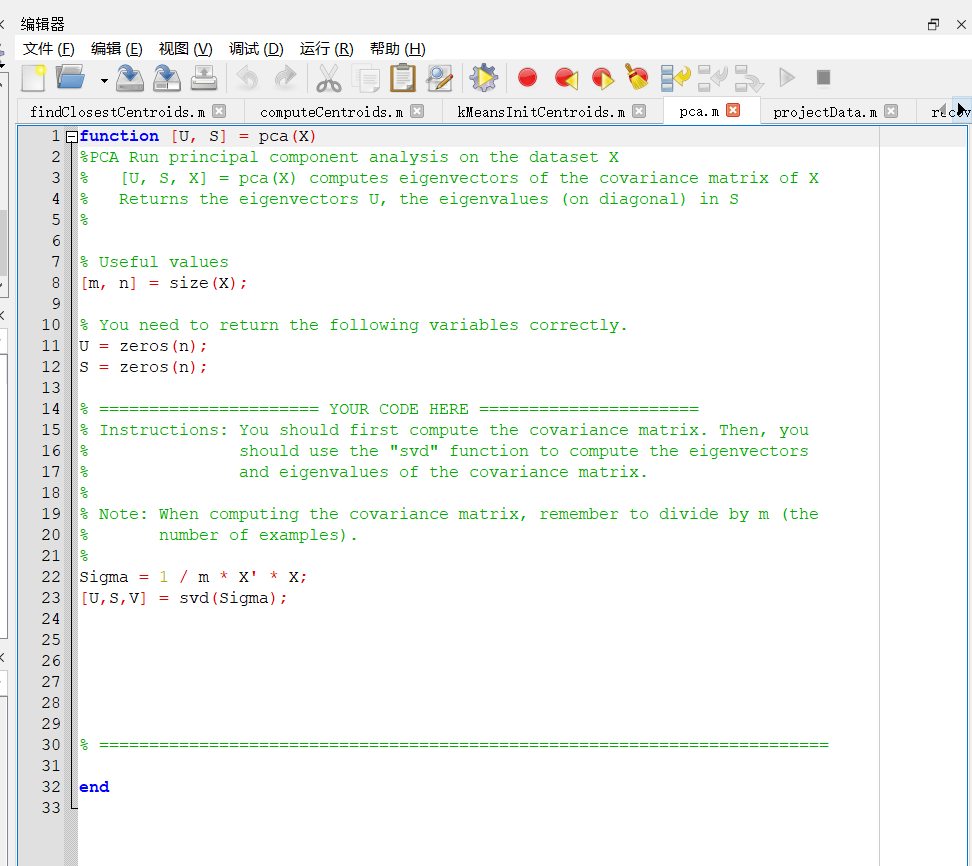 编辑器
文件 (F) 编辑 (E) 视图 (V) 调试 (D) 运行 (R) 帮助 (H)
findClosestCentroids.m computeCentroids.m kMeansInitCentroids.m pca.m projectData.m recov
1 function [U, S] = pca(X)
2 %PCA Run principal component analysis on the dataset X
3 %   [U, S, X] = pca(X) computes eigenvectors of the covariance matrix of X
4 %   Returns the eigenvectors U, the eigenvalues (on diagonal) in S
5 %
6
7 % Useful values
8 [m, n] = size(X);
9
10 % You need to return the following variables correctly.
11 U = zeros(n);
12 S = zeros(n);
13
14 % ====================== YOUR CODE HERE ======================
15 % Instructions: You should first compute the covariance matrix. Then, you
16 %               should use the "svd" function to compute the eigenvectors
17 %               and eigenvalues of the covariance matrix.
18 %
19 % Note: When computing the covariance matrix, remember to divide by m (the
20 %       number of examples).
21 %
22 Sigma = 1 / m * X' * X;
23 [U,S,V] = svd(Sigma);
24
25
26
27
28
29
30 % =========================================================================
31
32 end
33